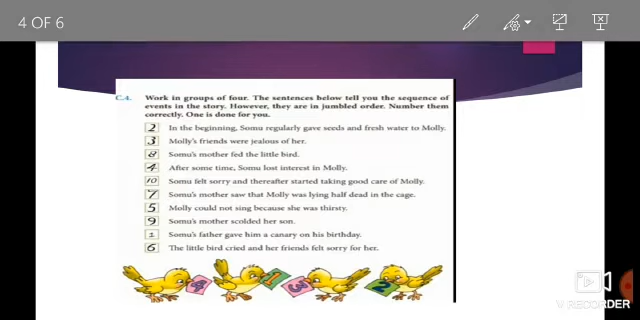 4 OF 6
C.4. Work in groups of four. The sentences below tell you the sequence of
events in the story. However, they are in jumbled order. Number them
correctly. One is done for you.
2 In the beginning, Somu regularly gave seeds and fresh water to Molly.
3 Molly's friends were jealous of her.
8 Somu's mother fed the little bird.
4 After some time, Somu lost interest in Molly.
10 Somu felt sorry and thereafter started taking good care of Molly.
7 Somu's mother saw that Molly was lying half dead in the cage.
5 Molly could not sing because she was thirsty.
9 Somu's mother scolded her son.
1 Somu's father gave him a canary on his birthday.
6 The little bird cried and her friends felt sorry for her.
4 1 3 2
V RECORDER